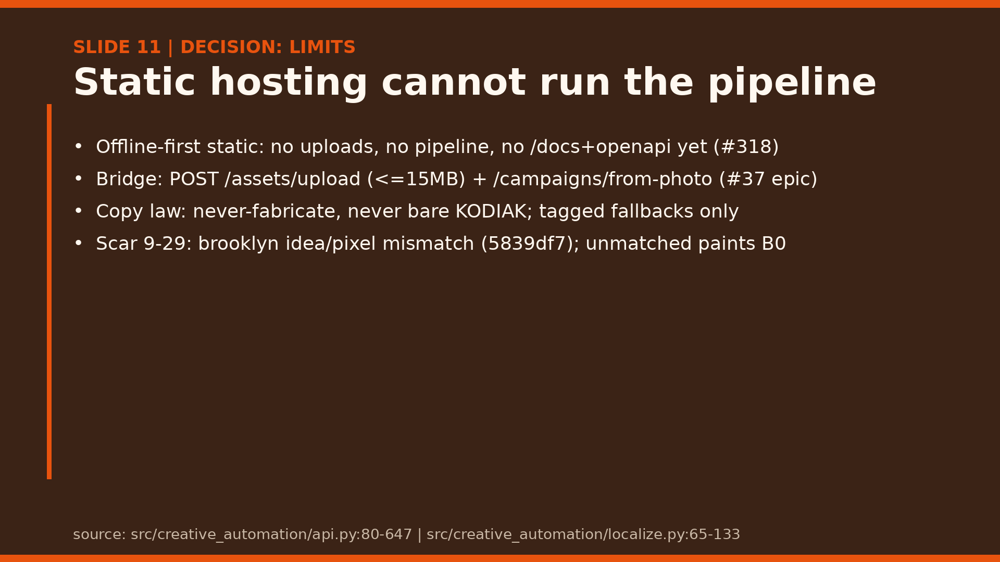 SLIDE 11 | DECISION: LIMITS
Static hosting cannot run the pipeline
• Offline-first static: no uploads, no pipeline, no /docs+openapi yet (#318)
• Bridge: POST /assets/upload (<=15MB) + /campaigns/from-photo (#37 epic)
• Copy law: never-fabricate, never bare KODIAK; tagged fallbacks only
• Scar 9-29: brooklyn idea/pixel mismatch (5839df7); unmatched paints B0
source: src/creative_automation/api.py:80-647 | src/creative_automation/localize.py:65-133